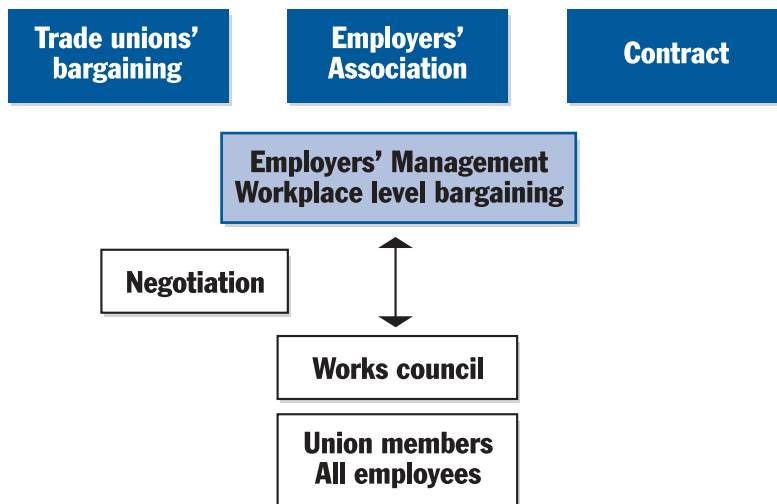 Trade unions’
bargaining
Employers’
Association
Contract
Employers’ Management
Workplace level bargaining
Negotiation
Works council
Union members
All employees